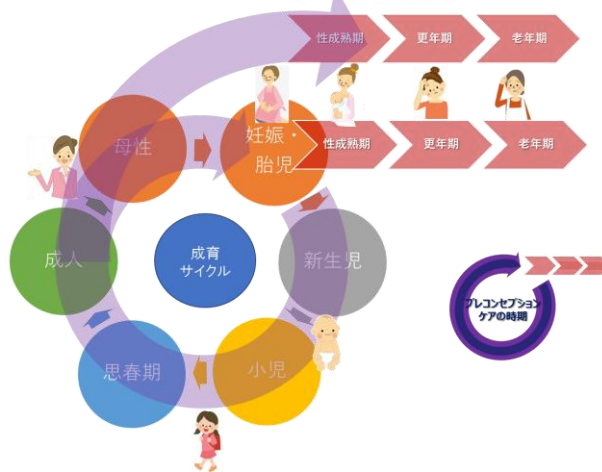 性成熟期
更年期
老年期
母性
妊娠・
胎児
性成熟期
更年期
老年期
成人
成育
サイクル
新生児
プレコンセプション
ケアの時期
思春期
小児